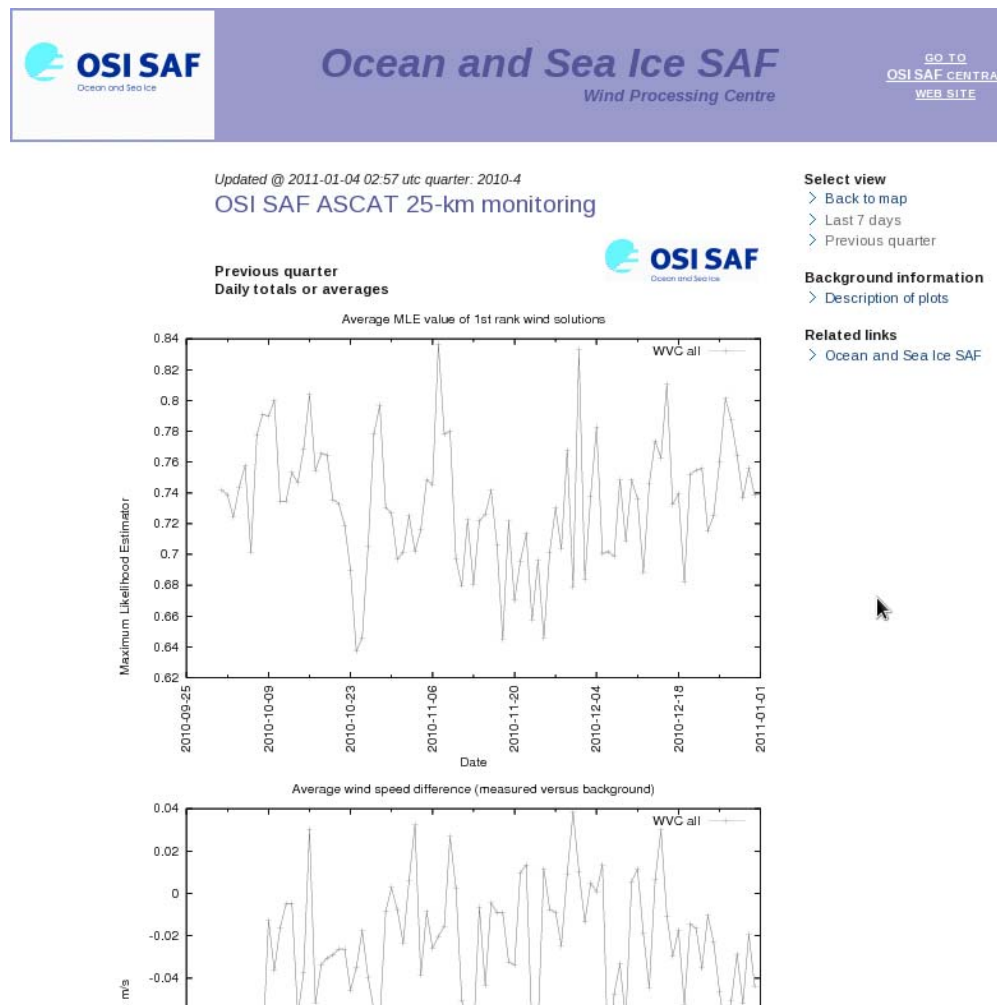 OSI SAF
Ocean and Sea Ice
Ocean and Sea Ice SAF
Wind Processing Centre
GO TO
OSI SAF CENTRA
WEB SITE
Updated @ 2011-01-04 02:57 utc quarter: 2010-4
OSI SAF ASCAT 25-km monitoring
Previous quarter
Daily totals or averages
OSI SAF
Ocean and Sea Ice
Select view
Back to map
Last 7 days
Previous quarter
Background information
Description of plots
Related links
Ocean and Sea Ice SAF
Average MLE value of 1st rank wind solutions
WVC all
0.84
0.82
0.8
0.78
0.76
0.74
0.72
0.7
0.68
0.66
0.64
0.62
Maximum Likelihood Estimator
2010-09-25
2010-10-09
2010-10-23
2010-11-06
2010-11-20
2010-12-04
2010-12-18
2011-01-01
Date
Average wind speed difference (measured versus background)
WVC all
0.04
0.02
0
-0.02
-0.04
m/s